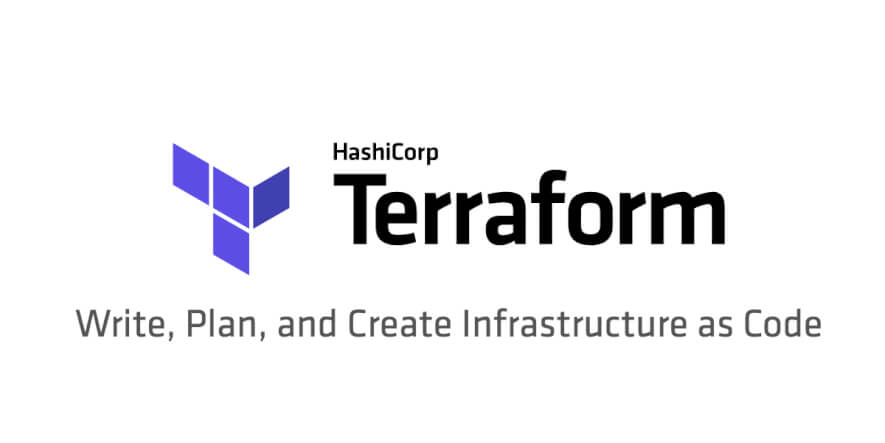 HashiCorp
Terraform
Write, Plan, and Create Infrastructure as Code